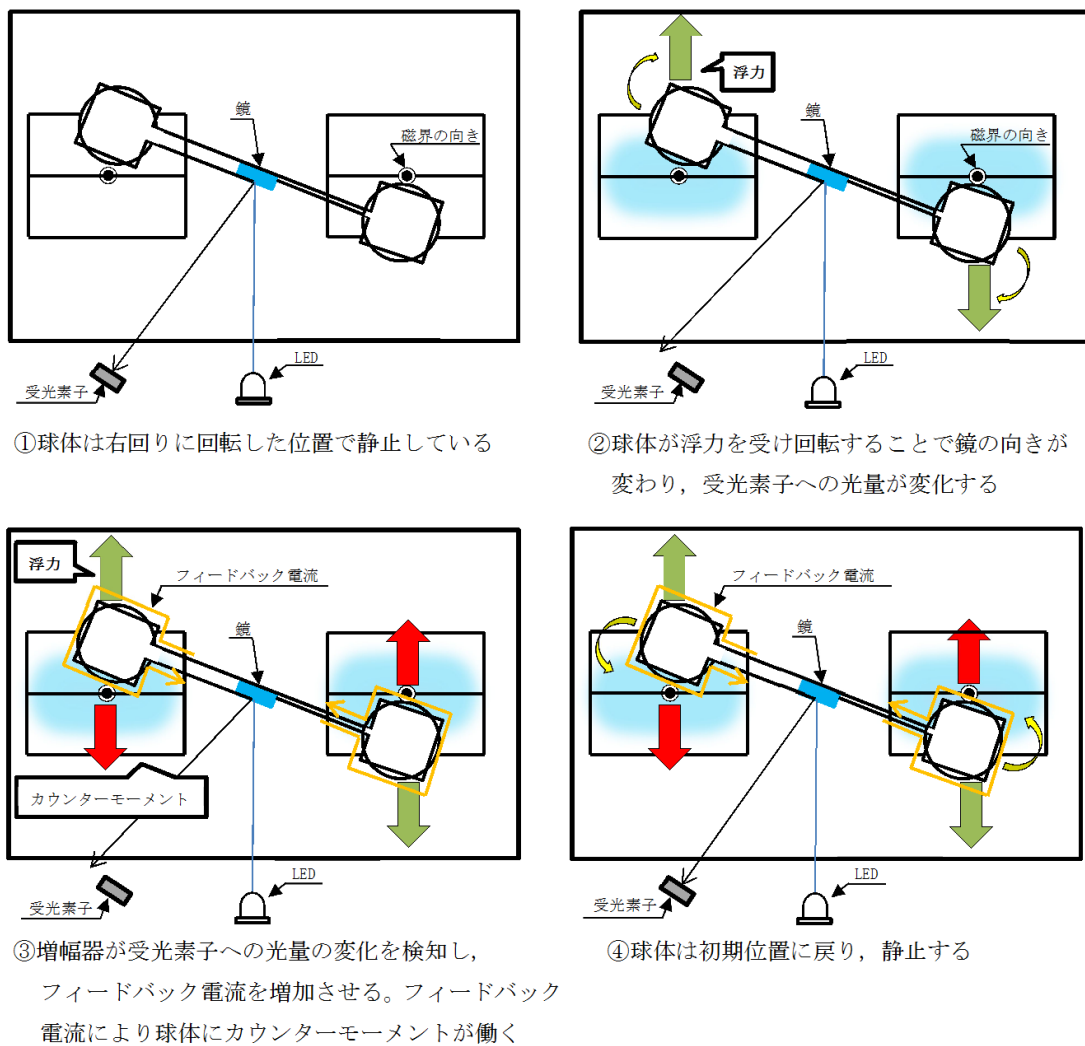 鏡
磁界の向き
受光素子
LED
①球体は右回りに回転した位置で静止している
浮力
磁界の向き
鏡
受光素子
LED
②球体が浮力を受け回転することで鏡の向きが
変わり，受光素子への光量が変化する
浮力
フィードバック電流
鏡
カウンターモーメント
受光素子
LED
③増幅器が受光素子への光量の変化を検知し，
フィードバック電流を増加させる。フィードバック
電流により球体にカウンターモーメントが働く
フィードバック電流
鏡
受光素子
LED
④球体は初期位置に戻り，静止する